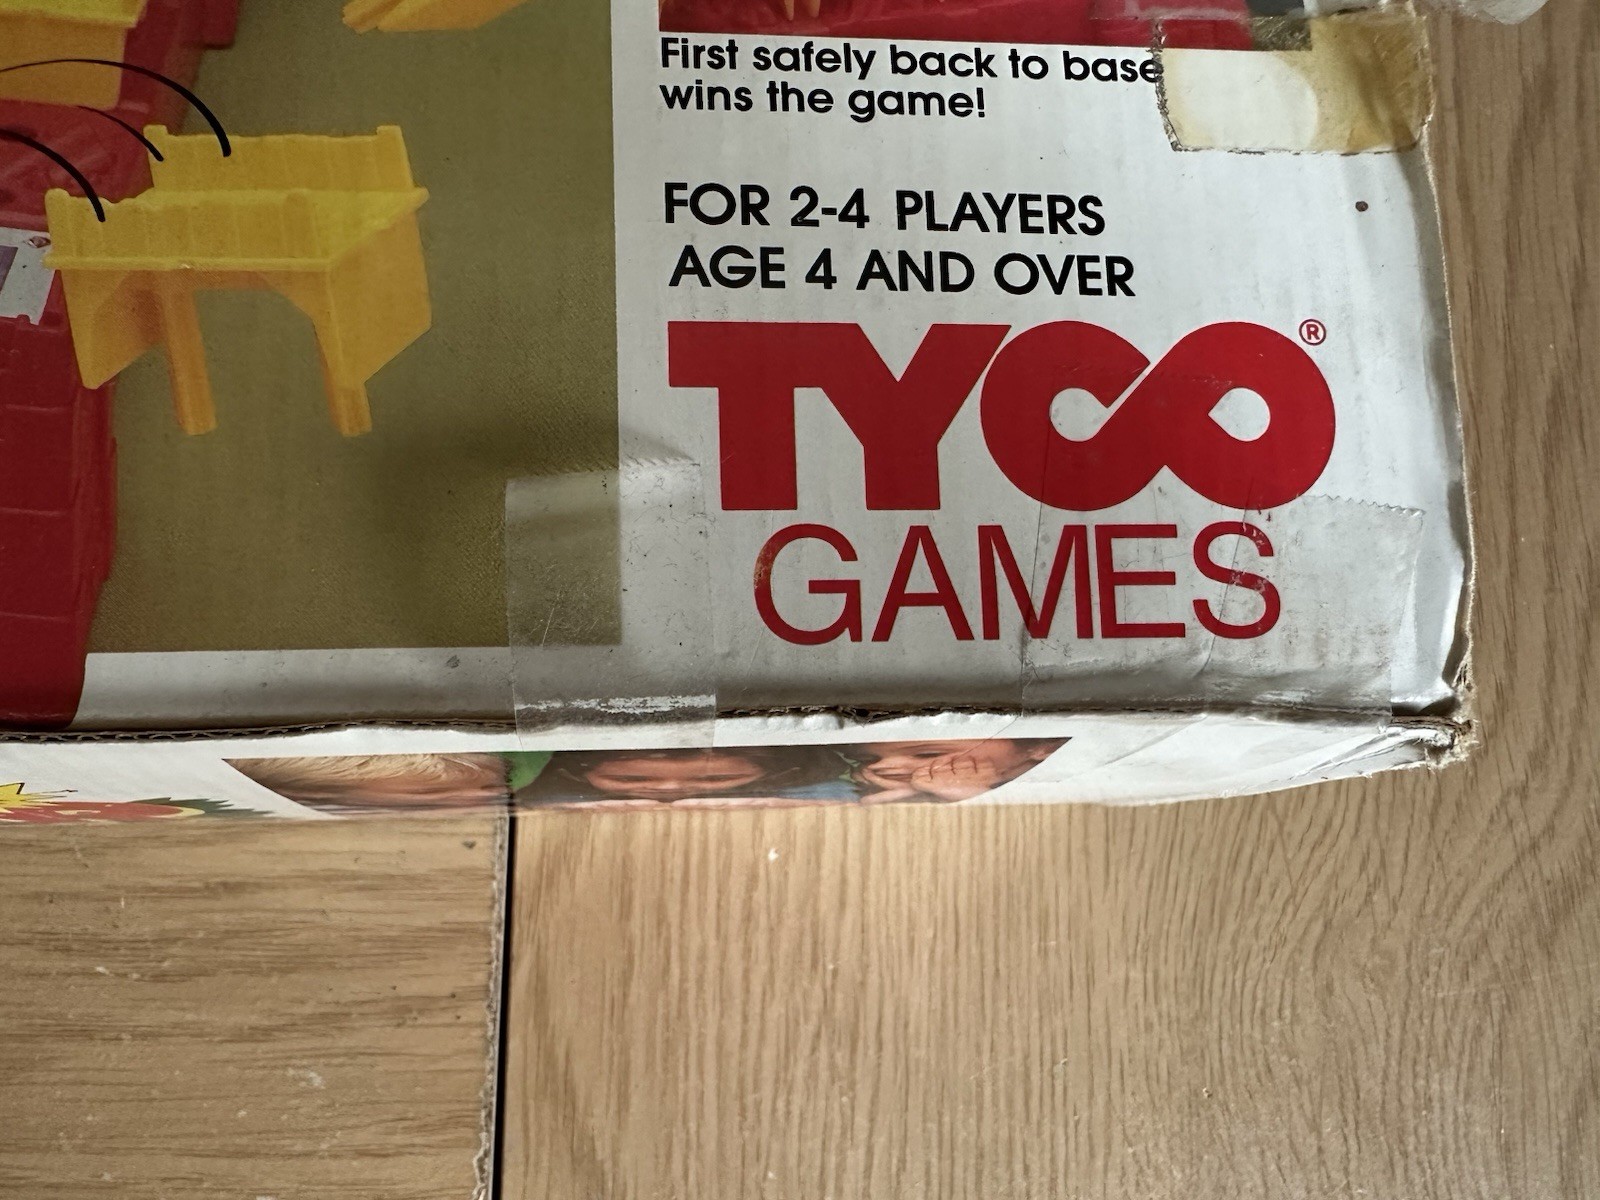 First safely back to base
wins the game!
FOR 2-4 PLAYERS
AGE 4 AND OVER
TYCO®
GAMES